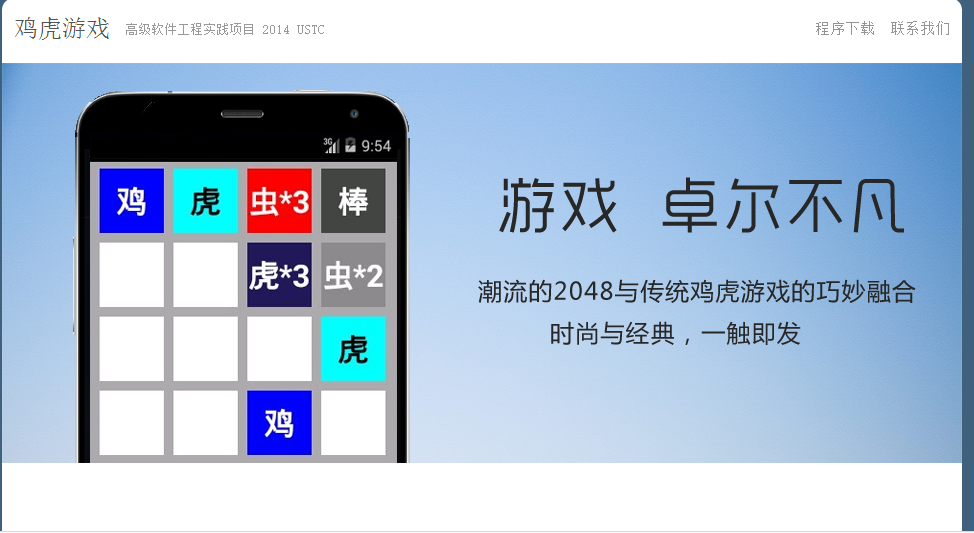 鸡虎游戏 高级软件工程实践项目 2014 USTC 程序下载 联系我们
3G 9:54
鸡 虎 虫*3 棒
虎*3 虫*2
虎
鸡
游戏 卓尔不凡
潮流的2048与传统鸡虎游戏的巧妙融合
时尚与经典，一触即发